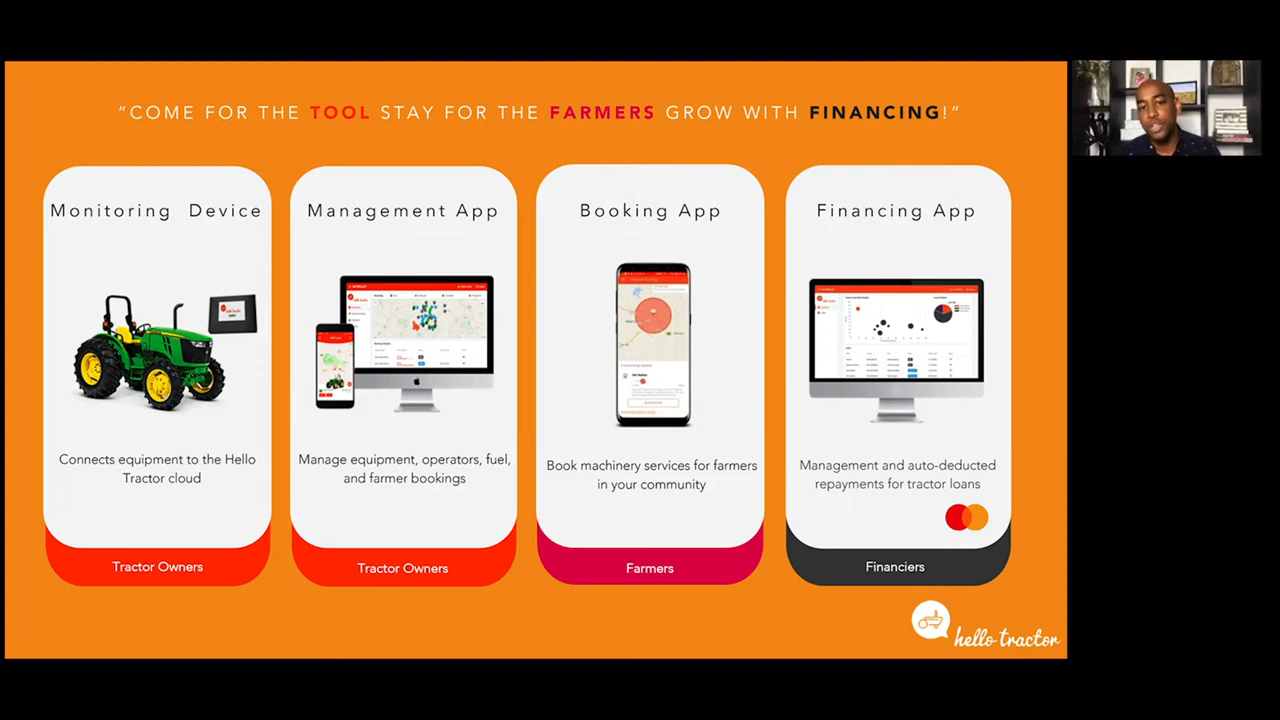 “COME FOR THE TOOL STAY FOR THE FARMERS GROW WITH FINANCING!”
Monitoring Device
Connects equipment to the Hello
Tractor cloud
Tractor Owners
Management App
Manage equipment, operators, fuel,
and farmer bookings
Tractor Owners
Booking App
Book machinery services for farmers
in your community
Farmers
Financing App
Management and auto-deducted
repayments for tractor loans
Financiers
hello tractor